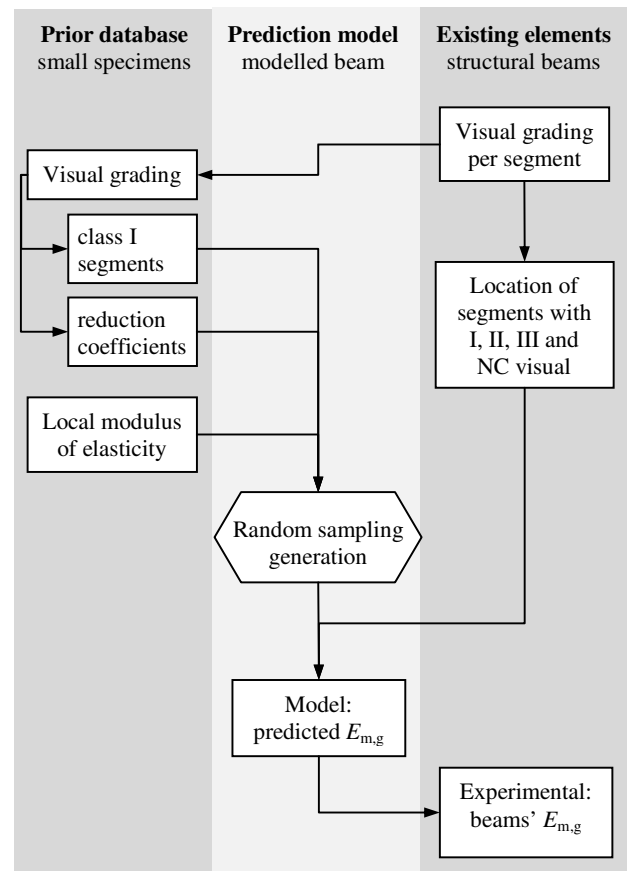 Prior database
small specimens
Prediction model
modelled beam
Existing elements
structural beams
Visual grading
per segment
Visual grading
class I
segments
Location of
segments with
I, II, III and
NC visual
reduction
coefficients
Local modulus
of elasticity
Random sampling
generation
Model:
predicted Em,g
Experimental:
beams’ Em,g